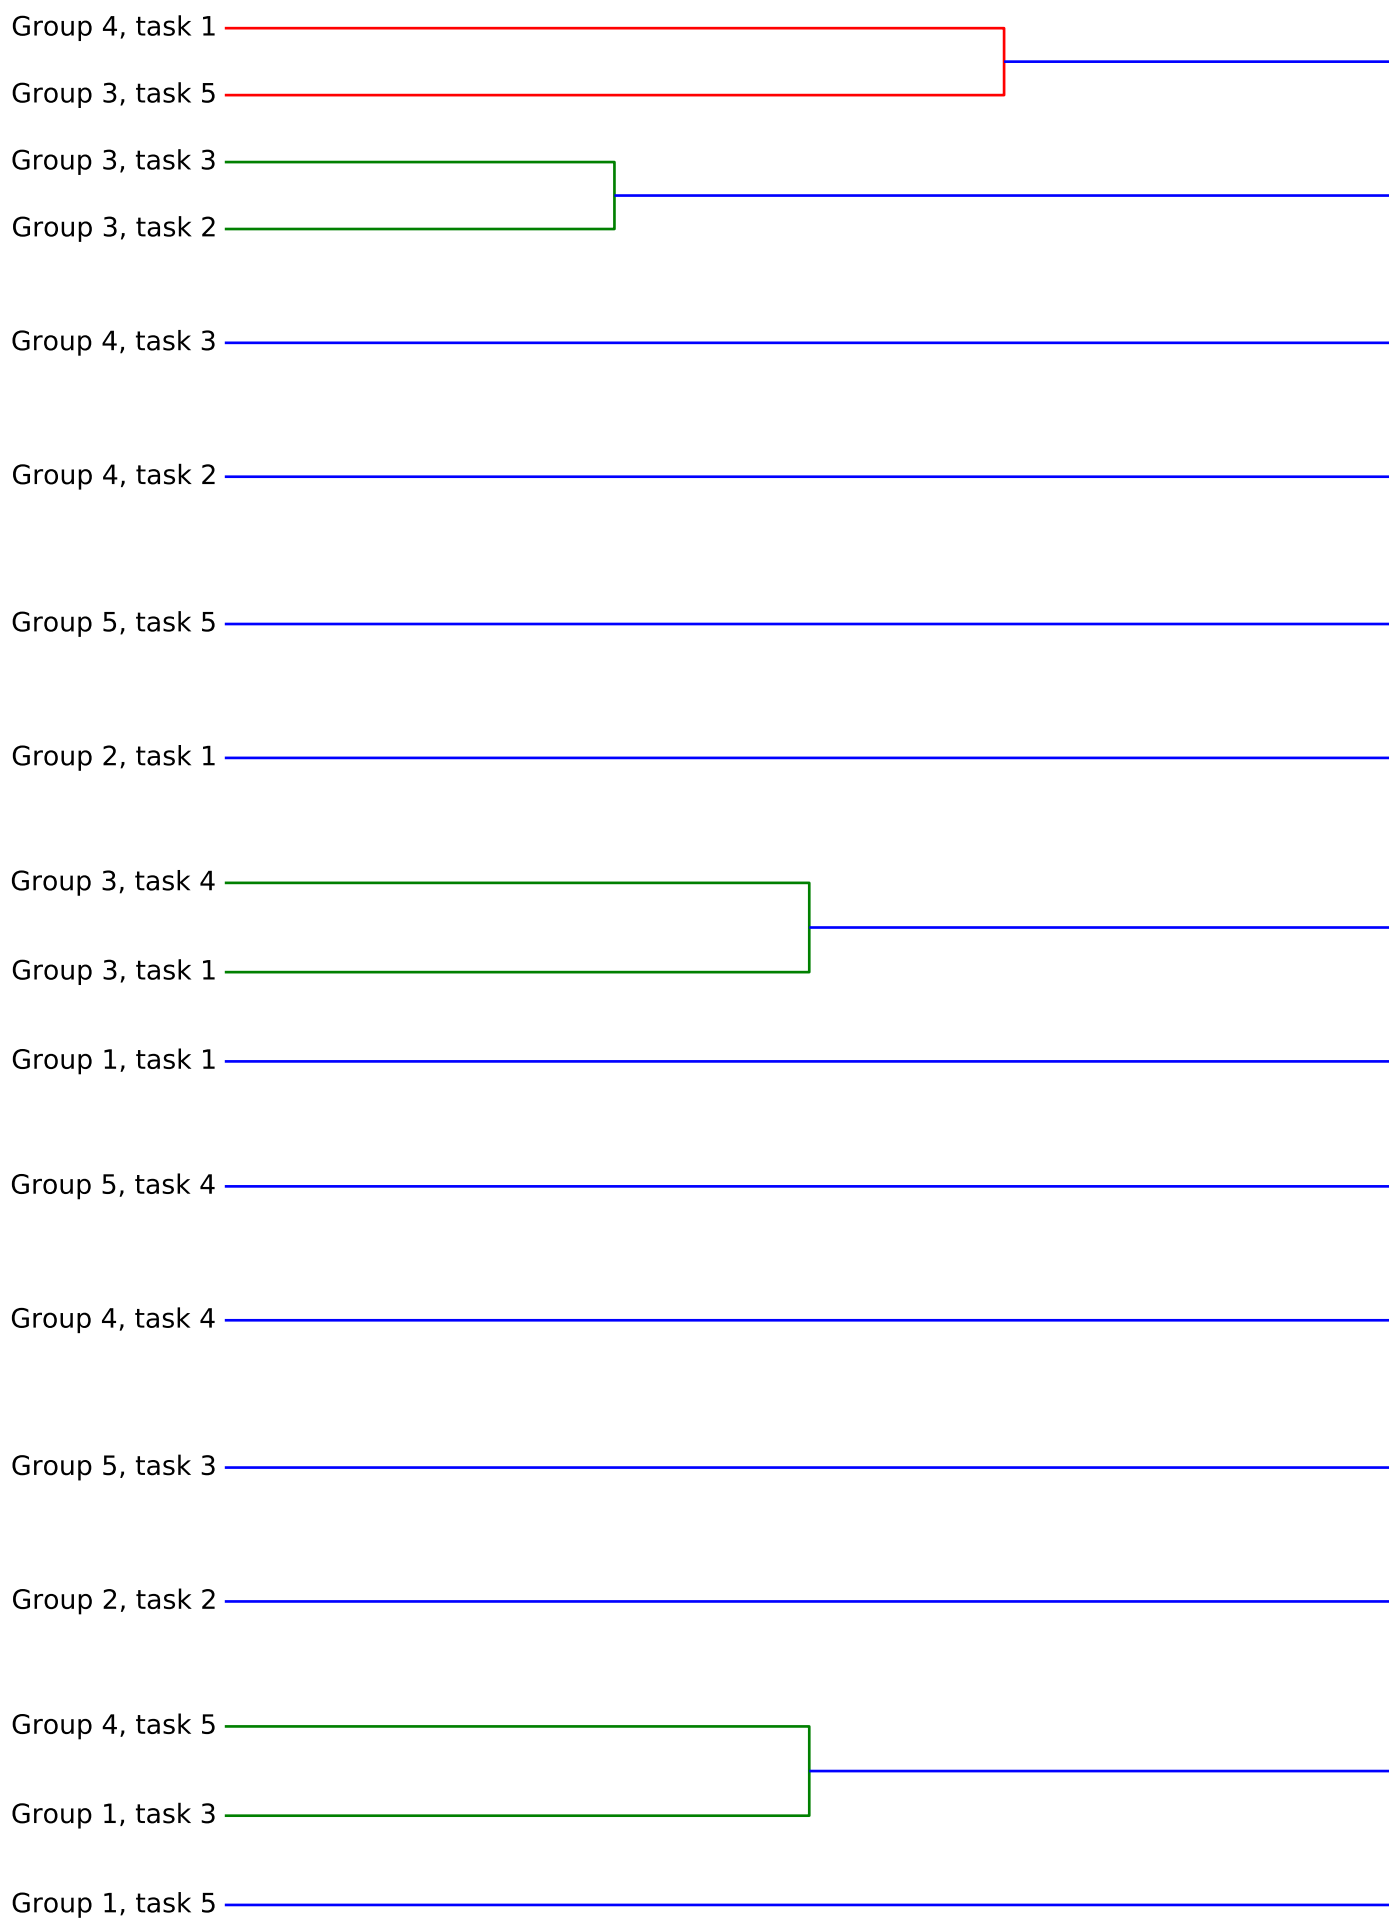 Group 4, task 1
Group 3, task 5
Group 3, task 3
Group 3, task 2
Group 4, task 3
Group 4, task 2
Group 5, task 5
Group 2, task 1
Group 3, task 4
Group 3, task 1
Group 1, task 1
Group 5, task 4
Group 4, task 4
Group 5, task 3
Group 2, task 2
Group 4, task 5
Group 1, task 3
Group 1, task 5